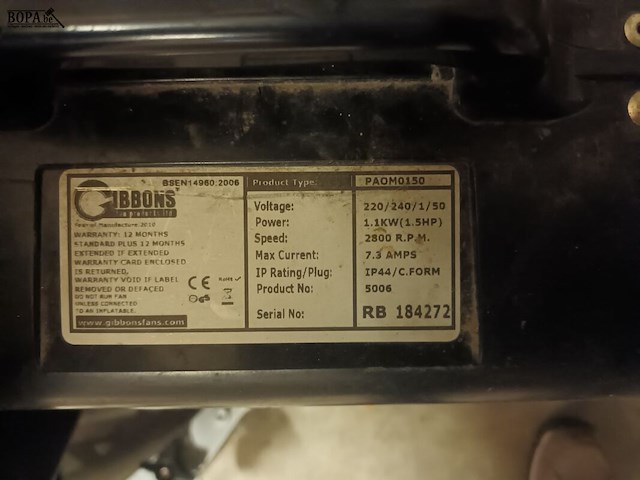 BOPA.be
BSEN14960:2006
GIBBONS
Year of Manufacture 2010
WARRANTY: 12 MONTHS
STANDARD PLUS 12 MONTHS
EXTENDED IF EXTENDED
WARRANTY CARD ENCLOSED
IS RETURNED.
WARRANTY VOID IF LABEL
REMOVED OR DEFACED
DO NOT RUN FAN
UNLESS CONNECTED
TO AN INFLATABLE.
CE
www.gibbonsfans.com
Product Type: PAOM0150
Voltage: 220/240/1/50
Power: 1.1KW(1.5HP)
Speed: 2800 R.P.M.
Max Current: 7.3 AMPS
IP Rating/Plug: IP44/C.FORM
Product No: 5006
Serial No: RB 184272